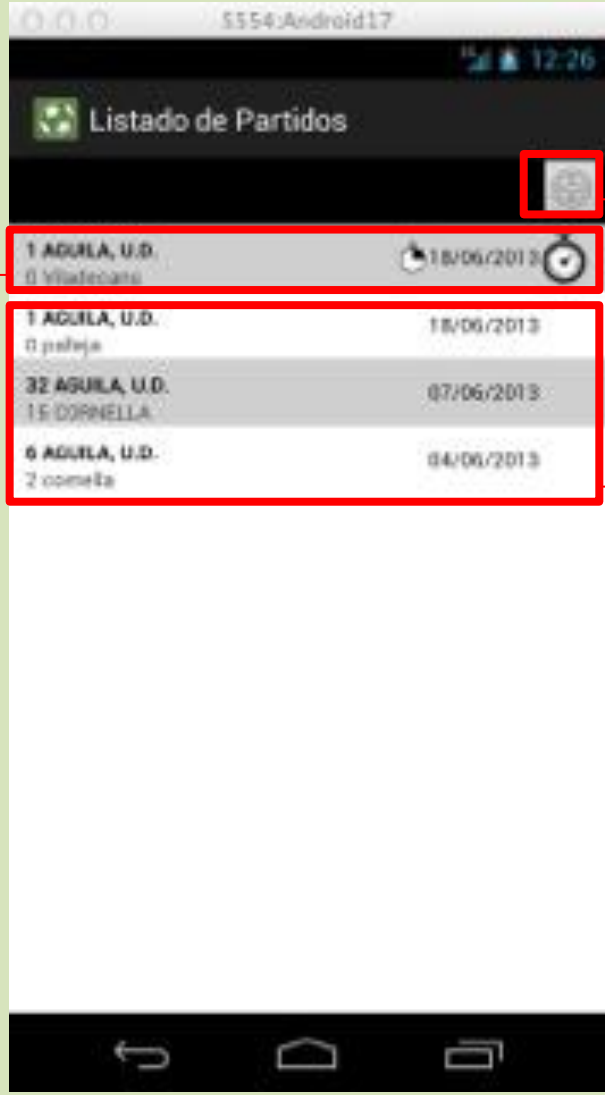 5554:Android17
12:26
Listado de Partidos
1 AGUILA, U.D.
18/06/2013
0 Viladecans
1 AGUILA, U.D.
18/06/2013
0 palleja
32 AGUILA, U.D.
07/06/2013
15 CORNELLA
6 AGUILA, U.D.
04/06/2013
2 cornella